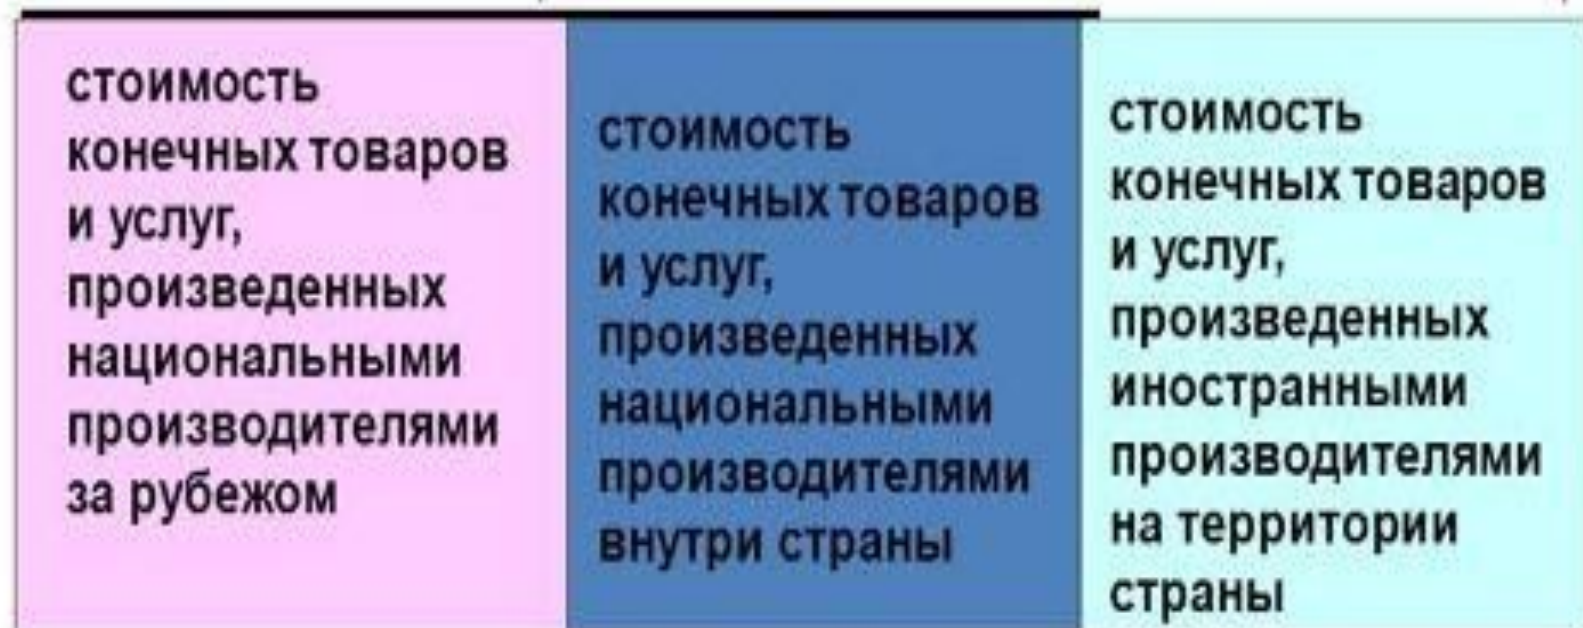 стоимость
конечных товаров
и услуг,
произведенных
национальными
производителями
за рубежом
стоимость
конечных товаров
и услуг,
произведенных
национальными
производителями
внутри страны
стоимость
конечных товаров
и услуг,
произведенных
иностранными
производителями
на территории
страны